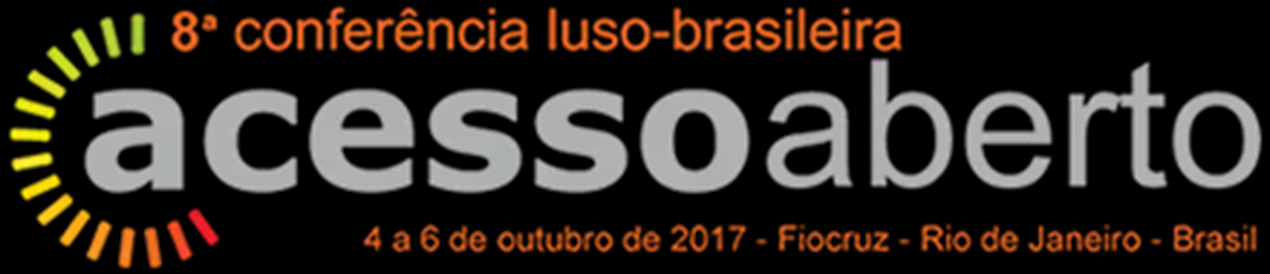 8ª conferência luso-brasileira
acessoaberto
4 a 6 de outubro de 2017 - Fiocruz - Rio de Janeiro - Brasil